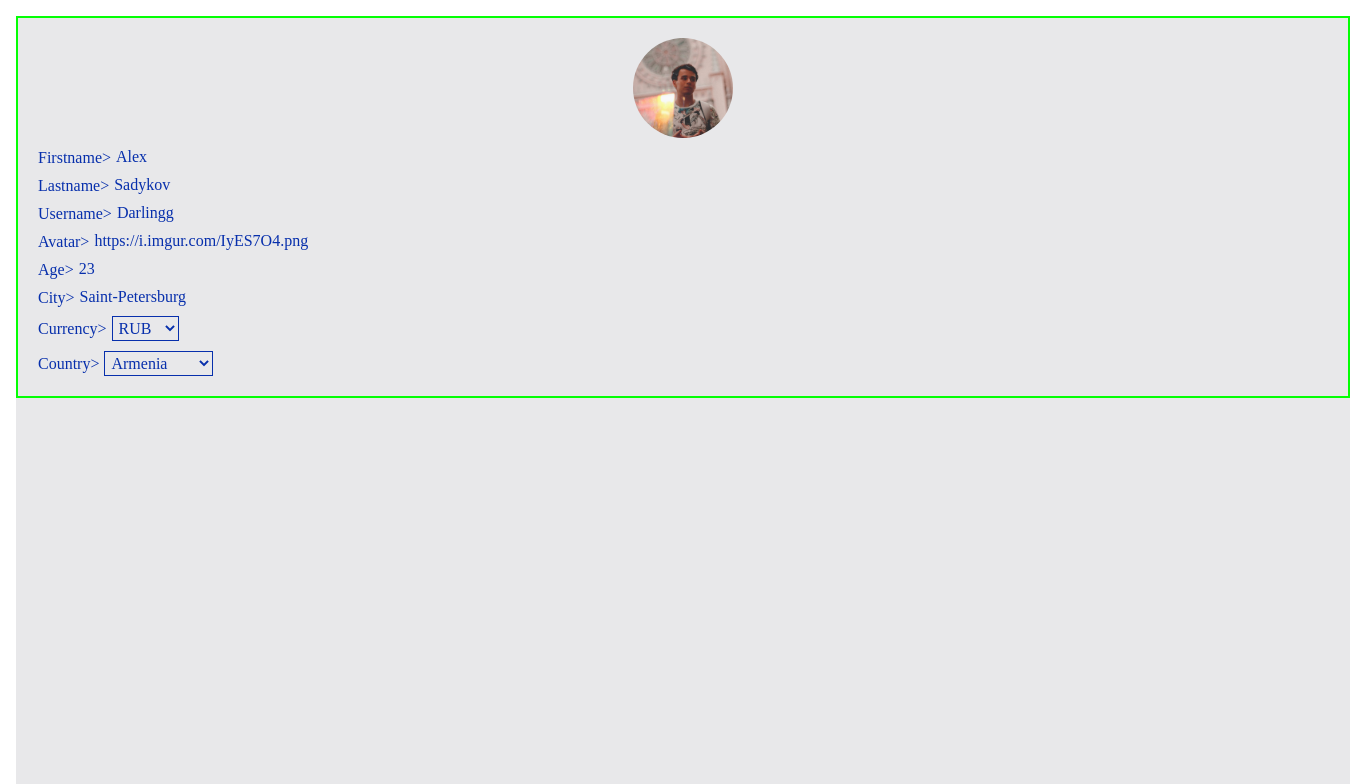 Firstname> Alex
Lastname> Sadykov
Username> Darlingg
Avatar> https://i.imgur.com/IyES7O4.png
Age> 23
City> Saint-Petersburg
Currency> RUB
Country> Armenia